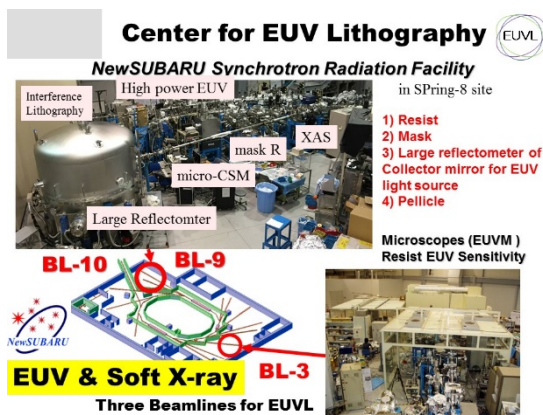 Center for EUV Lithography
EUVL
NewSUBARU Synchrotron Radiation Facility
in SPring-8 site
High power EUV
Interference
Lithography
XAS
mask R
micro-CSM
Large Reflectomter
1) Resist
2) Mask
3) Large reflectometer of
Collector mirror for EUV
light source
4) Pellicle
Microscopes (EUVM )
Resist EUV Sensitivity
BL-9
BL-10
BL-3
NewSUBARU
EUV & Soft X-ray
Three Beamlines for EUVL